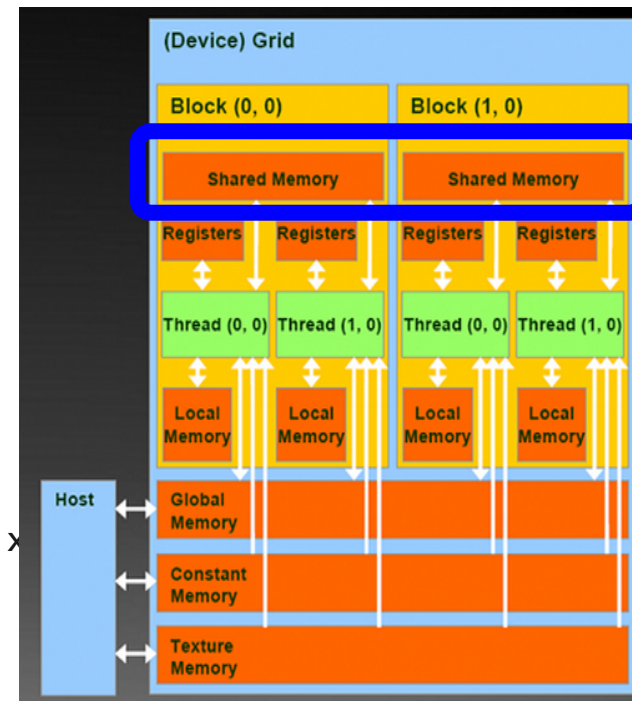 (Device) Grid
Block (0, 0)
Block (1, 0)
Shared Memory
Shared Memory
Registers
Registers
Registers
Registers
Thread (0, 0)
Thread (1, 0)
Thread (0, 0)
Thread (1, 0)
Local
Memory
Local
Memory
Local
Memory
Local
Memory
Host
Global
Memory
Constant
Memory
Texture
Memory
x